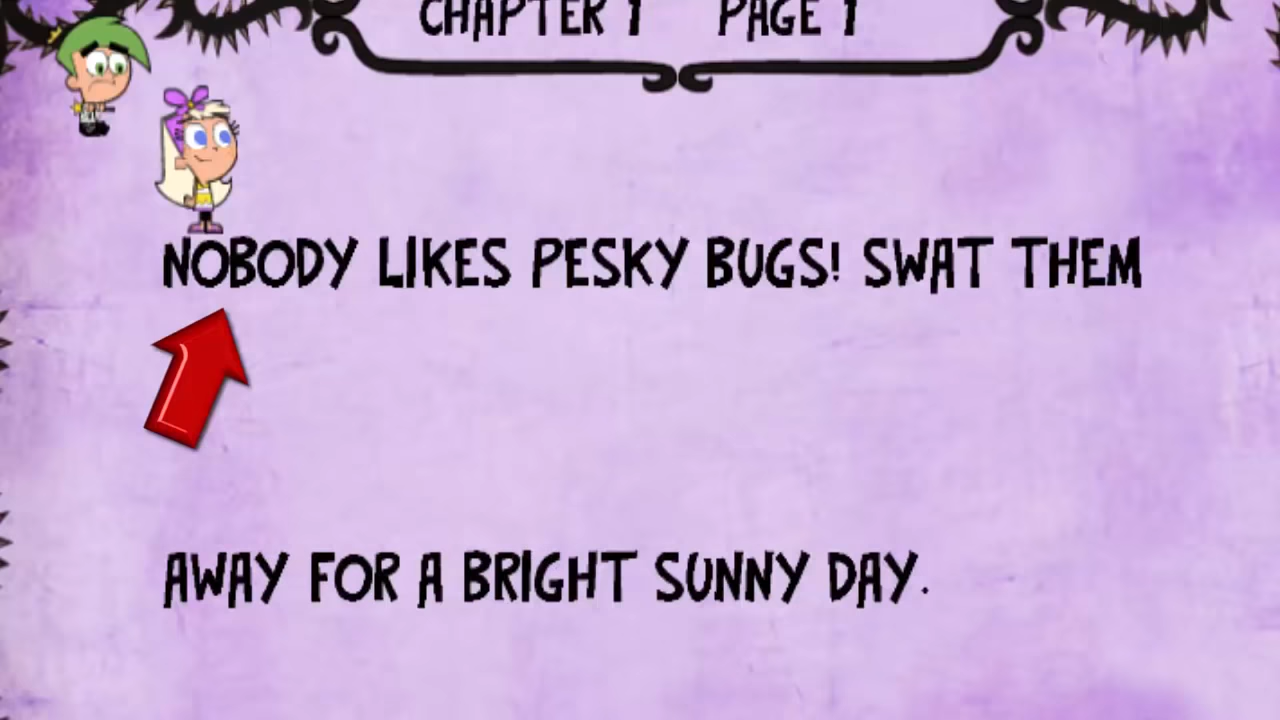 CHAPTER 1 PAGE 1
NOBODY LIKES PESKY BUGS! SWAT THEM
AWAY FOR A BRIGHT SUNNY DAY.